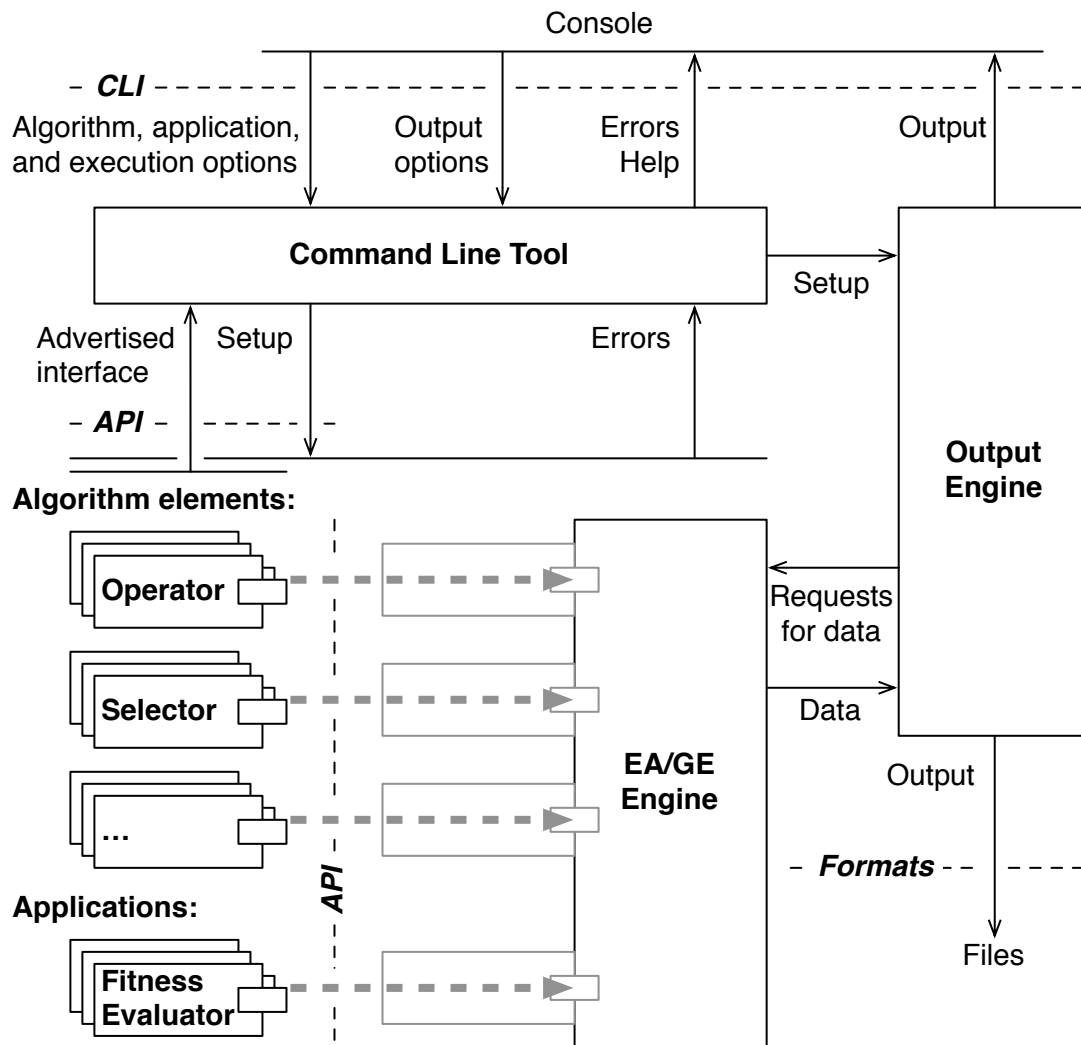 Console
CLI
Algorithm, application,
and execution options
Output
options
Errors
Help
Output
Command Line Tool
Setup
Advertised
interface
Setup
Errors
API
Output
Engine
Algorithm elements:
Operator
Requests
for data
Selector
Data
EA/GE
Engine
Output
...
API
Formats
Applications:
Files
Fitness
Evaluator